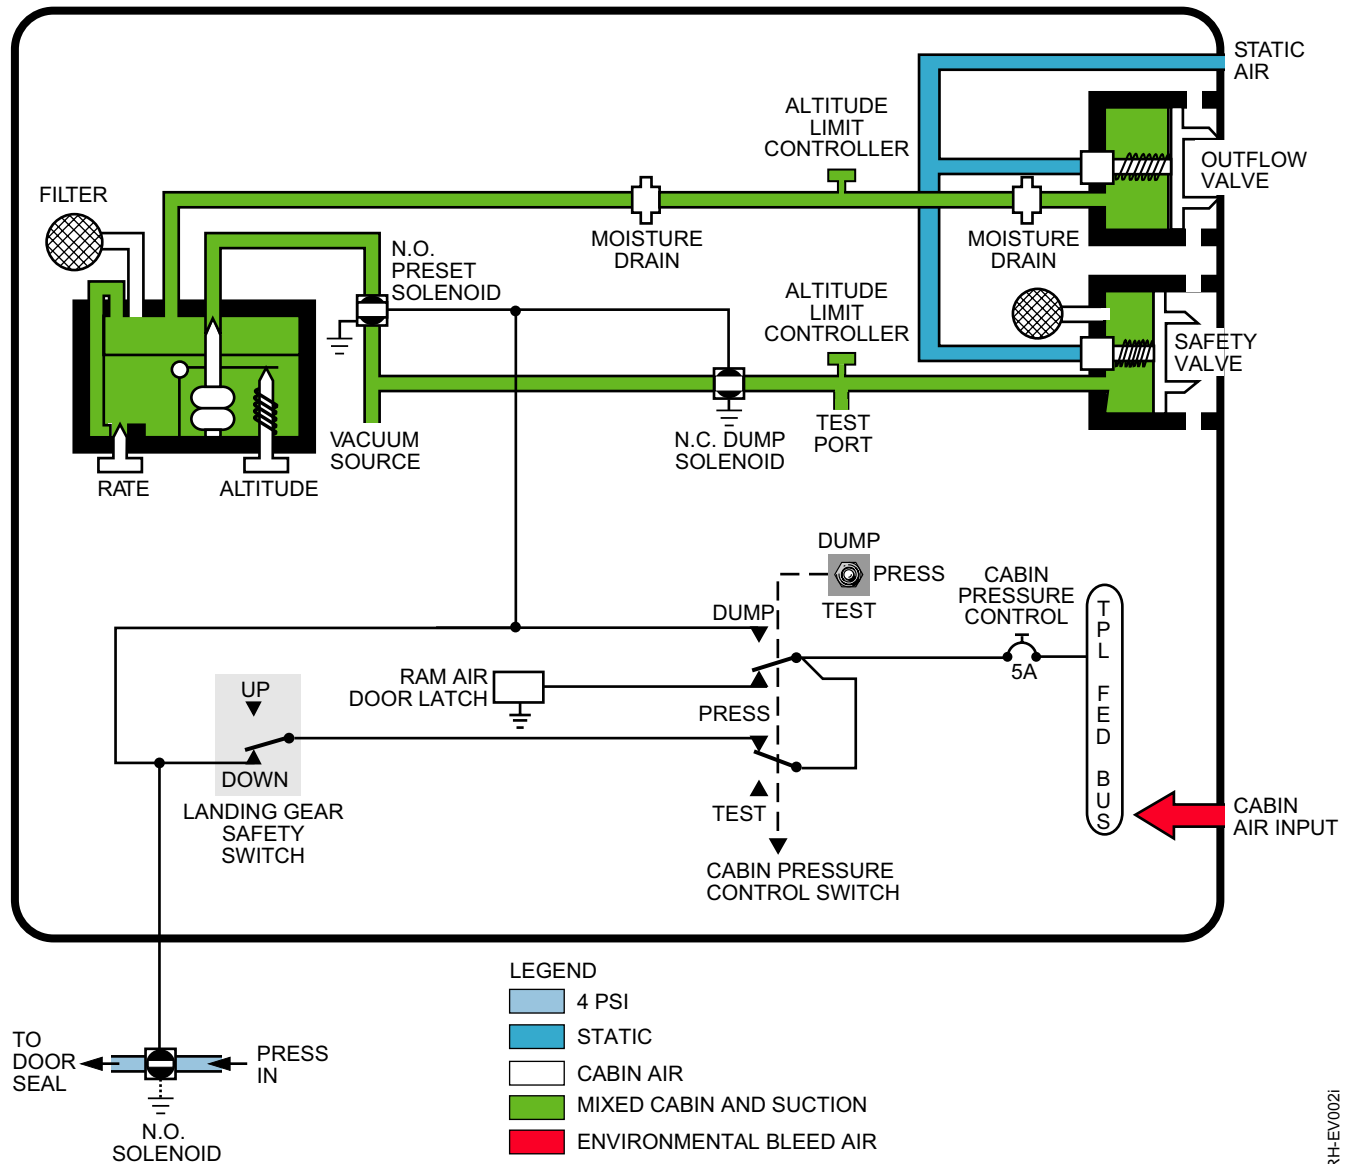 STATIC
AIR
ALTITUDE
LIMIT
CONTROLLER
OUTFLOW
VALVE
FILTER
MOISTURE
DRAIN
MOISTURE
DRAIN
N.O.
PRESET
SOLENOID
ALTITUDE
LIMIT
CONTROLLER
SAFETY
VALVE
VACUUM
SOURCE
N.C. DUMP
SOLENOID
TEST
PORT
RATE
ALTITUDE
DUMP
PRESS
TEST
CABIN
PRESSURE
CONTROL
5A
TPL FED BUS
DUMP
RAM AIR
DOOR LATCH
PRESS
UP
DOWN
TEST
LANDING GEAR
SAFETY
SWITCH
CABIN PRESSURE
CONTROL SWITCH
CABIN
AIR INPUT
TO
DOOR
SEAL
PRESS
IN
N.O.
SOLENOID
LEGEND
4 PSI
STATIC
CABIN AIR
MIXED CABIN AND SUCTION
ENVIRONMENTAL BLEED AIR
RH-EV002i